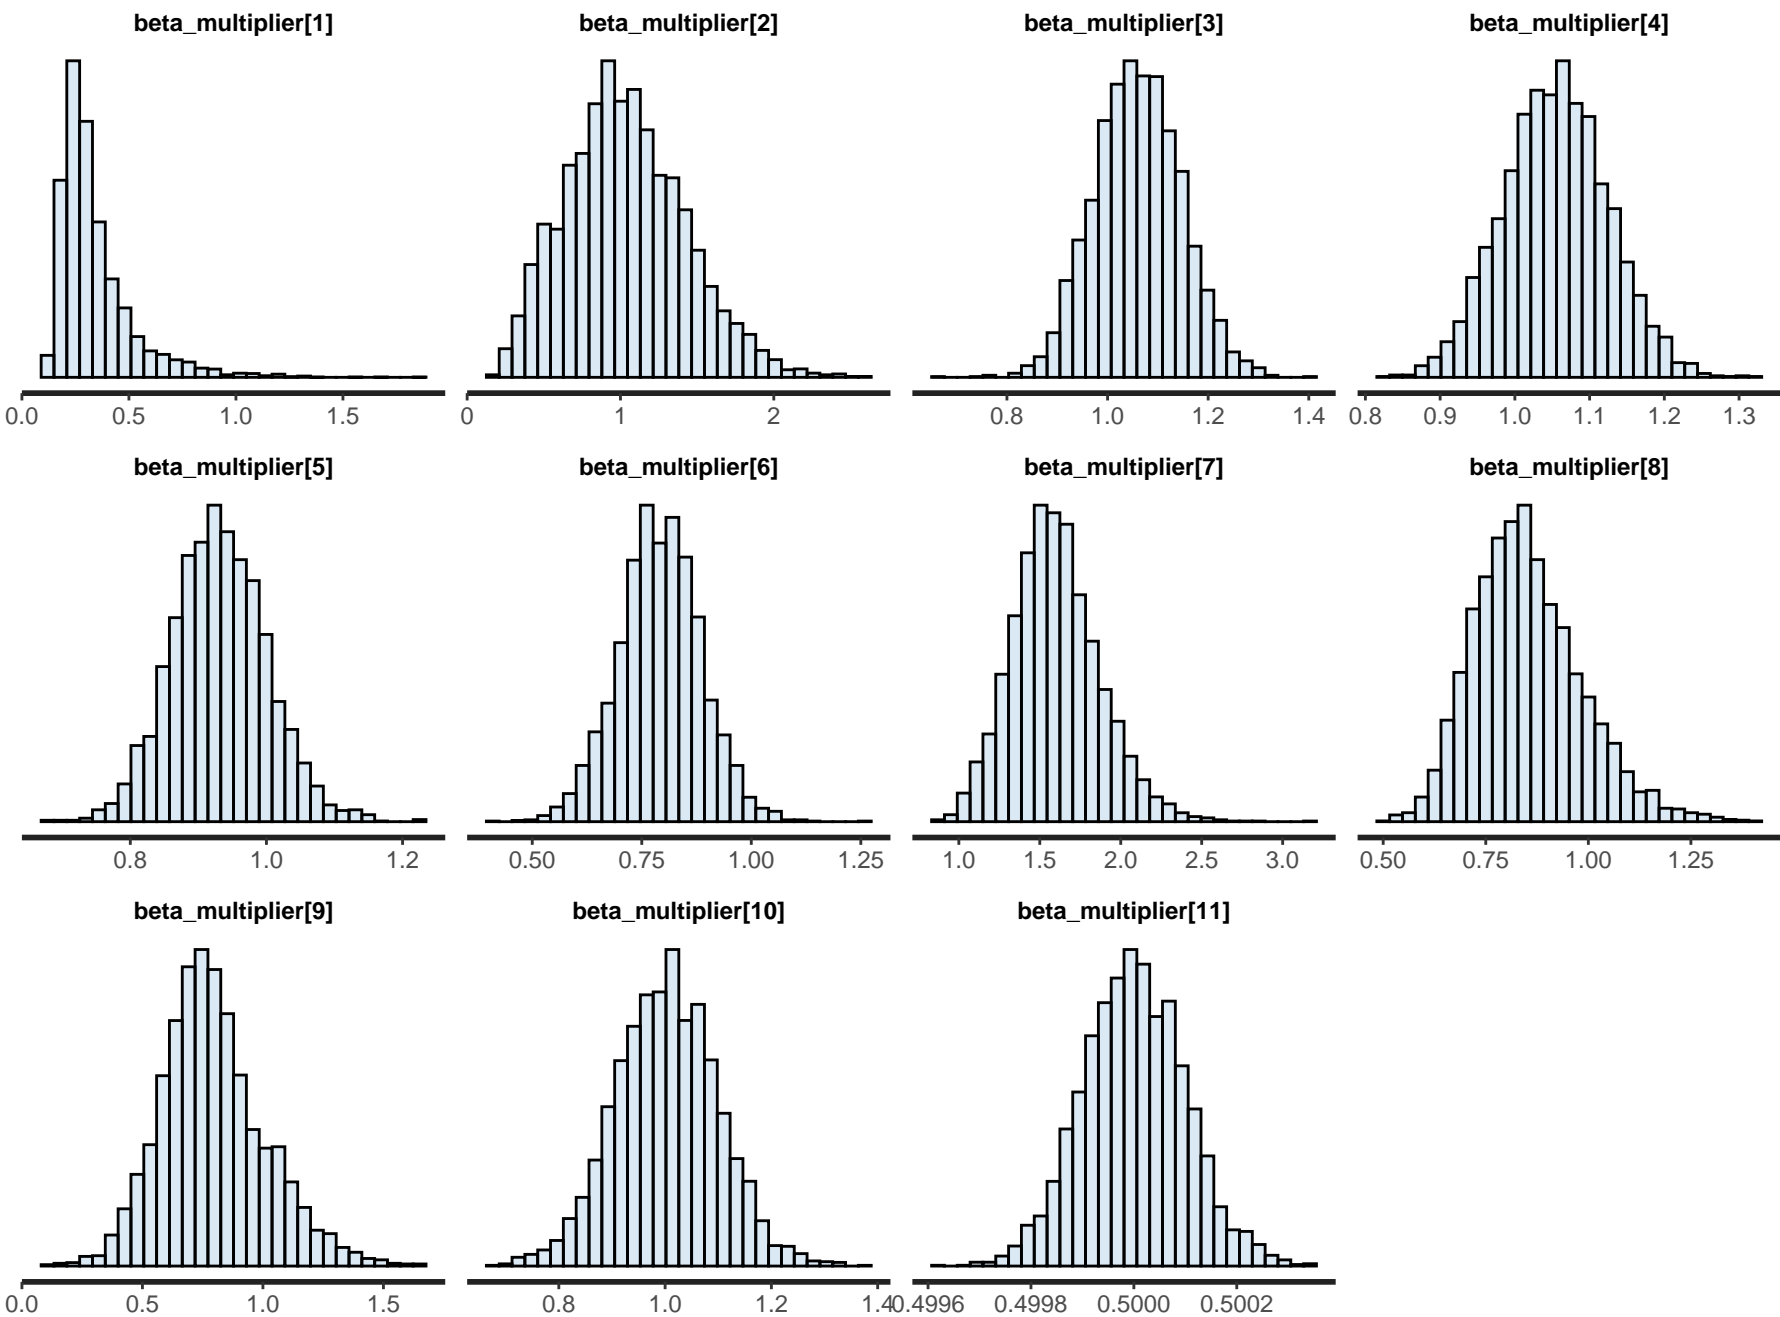 beta_multiplier[1] beta_multiplier[2] beta_multiplier[3] beta_multiplier[4]
0.0 0.5 1.0 1.5 0 1 2 0.8 1.0 1.2 1.4 0.8 0.9 1.0 1.1 1.2 1.3
beta_multiplier[5] beta_multiplier[6] beta_multiplier[7] beta_multiplier[8]
0.8 1.0 1.2 0.50 0.75 1.00 1.25 1.0 1.5 2.0 2.5 3.0 0.50 0.75 1.00 1.25
beta_multiplier[9] beta_multiplier[10] beta_multiplier[11]
0.0 0.5 1.0 1.5 0.8 1.0 1.2 1.4 0.4996 0.4998 0.5000 0.5002